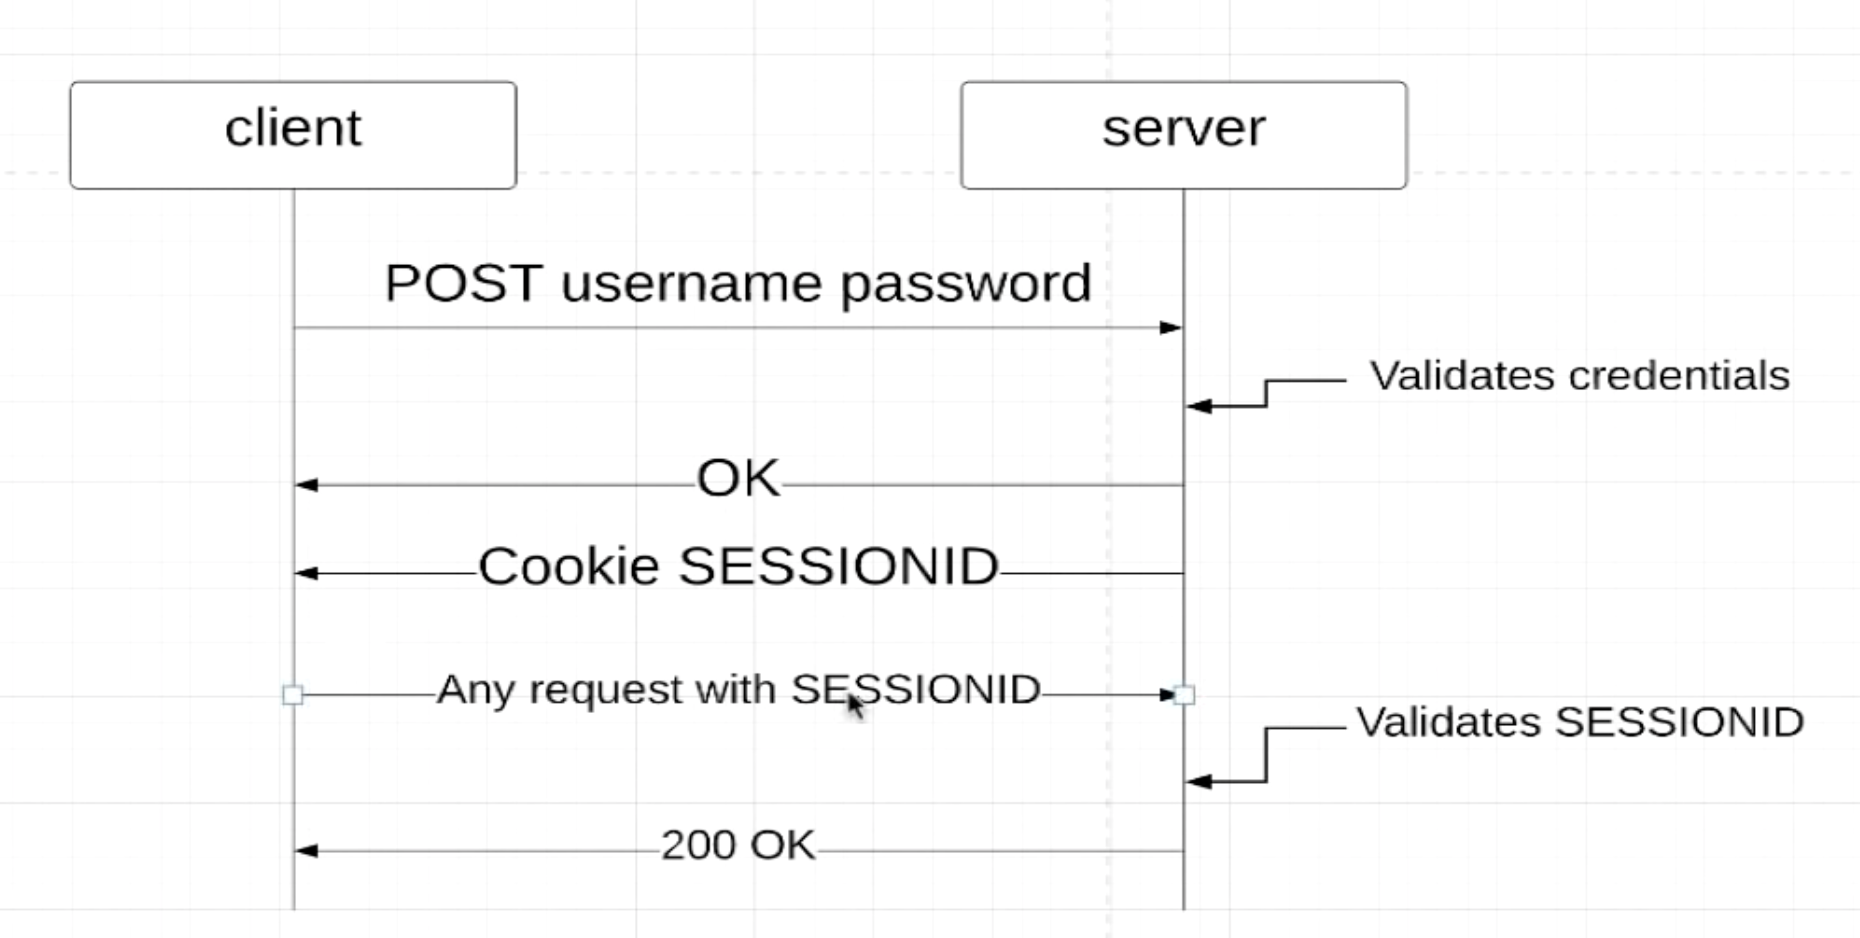 client
server
POST username password
Validates credentials
OK
Cookie SESSIONID
Any request with SESSIONID
Validates SESSIONID
200 OK